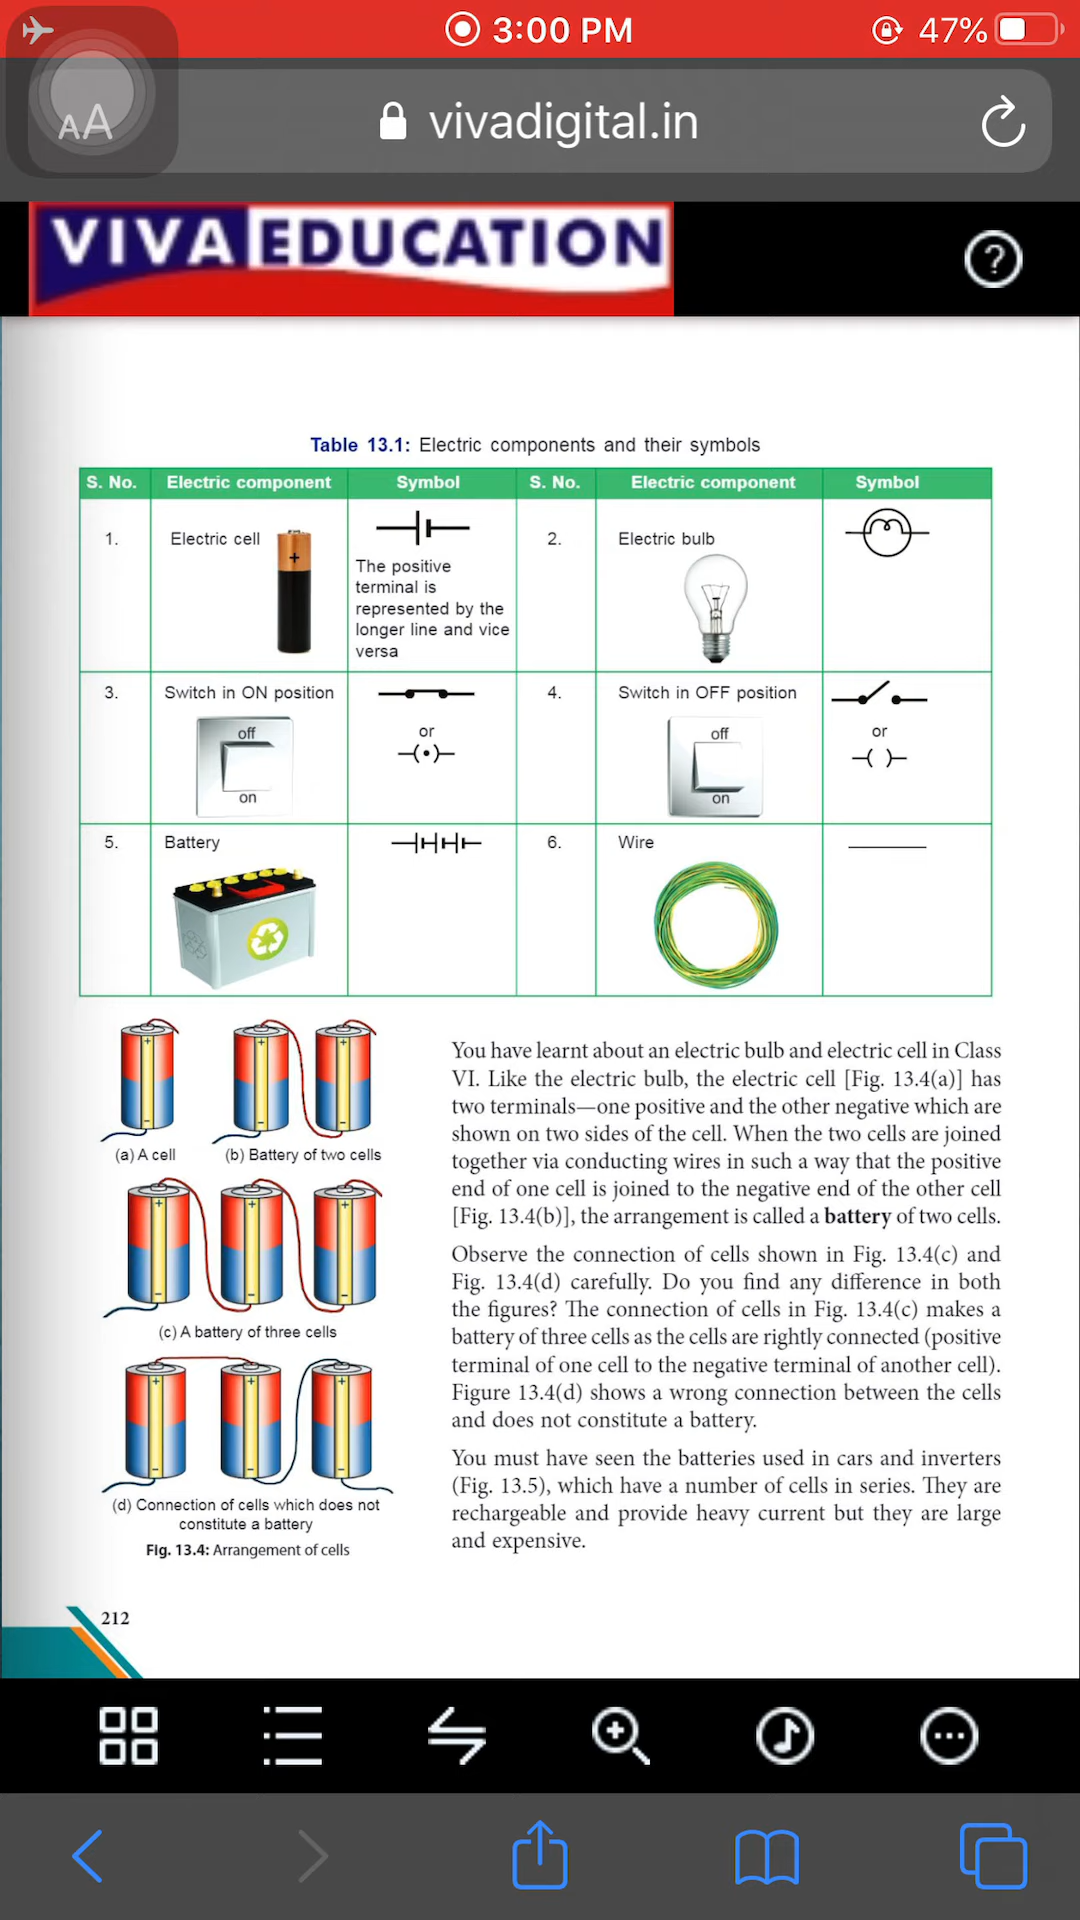 3:00 PM
47%
AA
vivadigital.in
VIVA EDUCATION
?
Table 13.1: Electric components and their symbols
S. No. Electric component Symbol S. No. Electric component Symbol
1. Electric cell 2. Electric bulb
+
The positive
terminal is
represented by the
longer line and vice
versa
3. Switch in ON position 4. Switch in OFF position
off or off or
on on
5. Battery 6. Wire
+
-
+ +
- -
(a) A cell (b) Battery of two cells
+ + +
- - -
(c) A battery of three cells
+ + +
- - -
(d) Connection of cells which does not
constitute a battery
Fig. 13.4: Arrangement of cells
You have learnt about an electric bulb and electric cell in Class
VI. Like the electric bulb, the electric cell [Fig. 13.4(a)] has
two terminals—one positive and the other negative which are
shown on two sides of the cell. When the two cells are joined
together via conducting wires in such a way that the positive
end of one cell is joined to the negative end of the other cell
[Fig. 13.4(b)], the arrangement is called a battery of two cells.
Observe the connection of cells shown in Fig. 13.4(c) and
Fig. 13.4(d) carefully. Do you find any difference in both
the figures? The connection of cells in Fig. 13.4(c) makes a
battery of three cells as the cells are rightly connected (positive
terminal of one cell to the negative terminal of another cell).
Figure 13.4(d) shows a wrong connection between the cells
and does not constitute a battery.
You must have seen the batteries used in cars and inverters
(Fig. 13.5), which have a number of cells in series. They are
rechargeable and provide heavy current but they are large
and expensive.
212